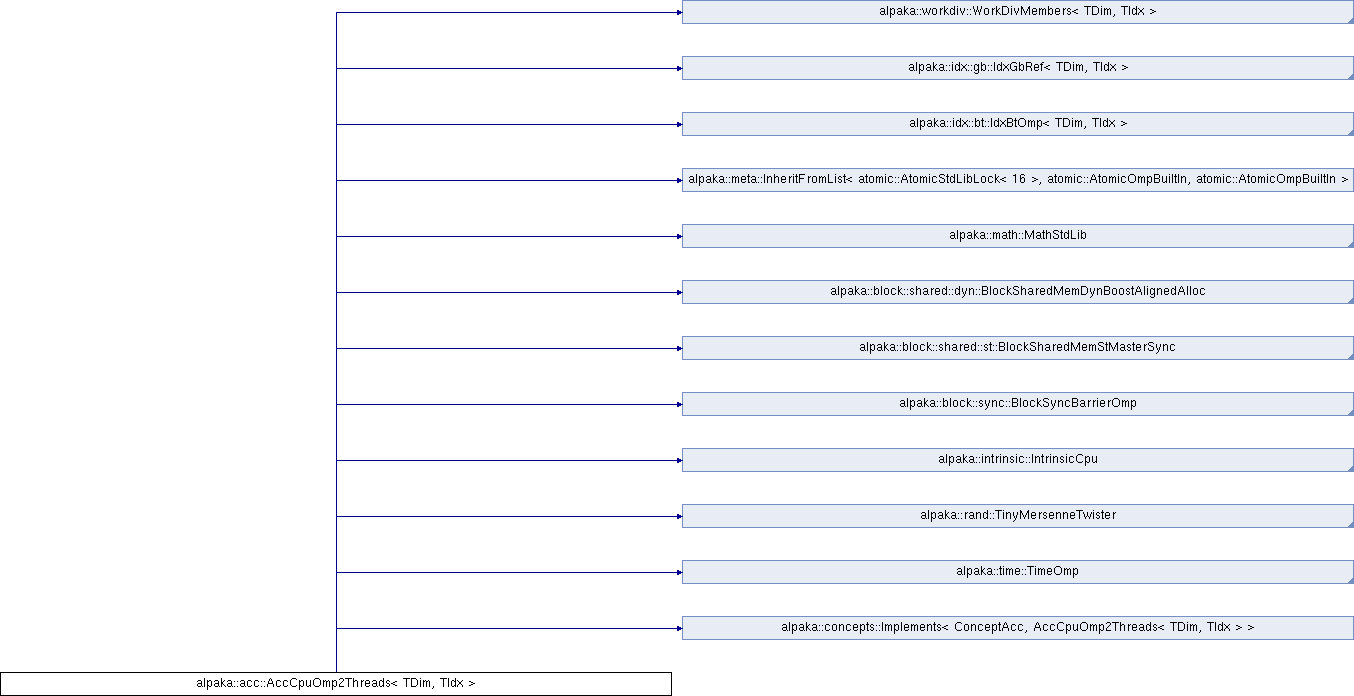 alpaka::workdiv::WorkDivMembers< TDim, TIdx >
alpaka::idx::gb::IdxGbRef< TDim, TIdx >
alpaka::idx::bt::IdxBtOmp< TDim, TIdx >
alpaka::meta::InheritFromList< atomic::AtomicStdLibLock< 16 >, atomic::AtomicOmpBuiltIn, atomic::AtomicOmpBuiltIn >
alpaka::math::MathStdLib
alpaka::block::shared::dyn::BlockSharedMemDynBoostAlignedAlloc
alpaka::block::shared::st::BlockSharedMemStMasterSync
alpaka::block::sync::BlockSyncBarrierOmp
alpaka::intrinsic::IntrinsicCpu
alpaka::rand::TinyMersenneTwister
alpaka::time::TimeOmp
alpaka::concepts::Implements< ConceptAcc, AccCpuOmp2Threads< TDim, TIdx > >
alpaka::acc::AccCpuOmp2Threads< TDim, TIdx >